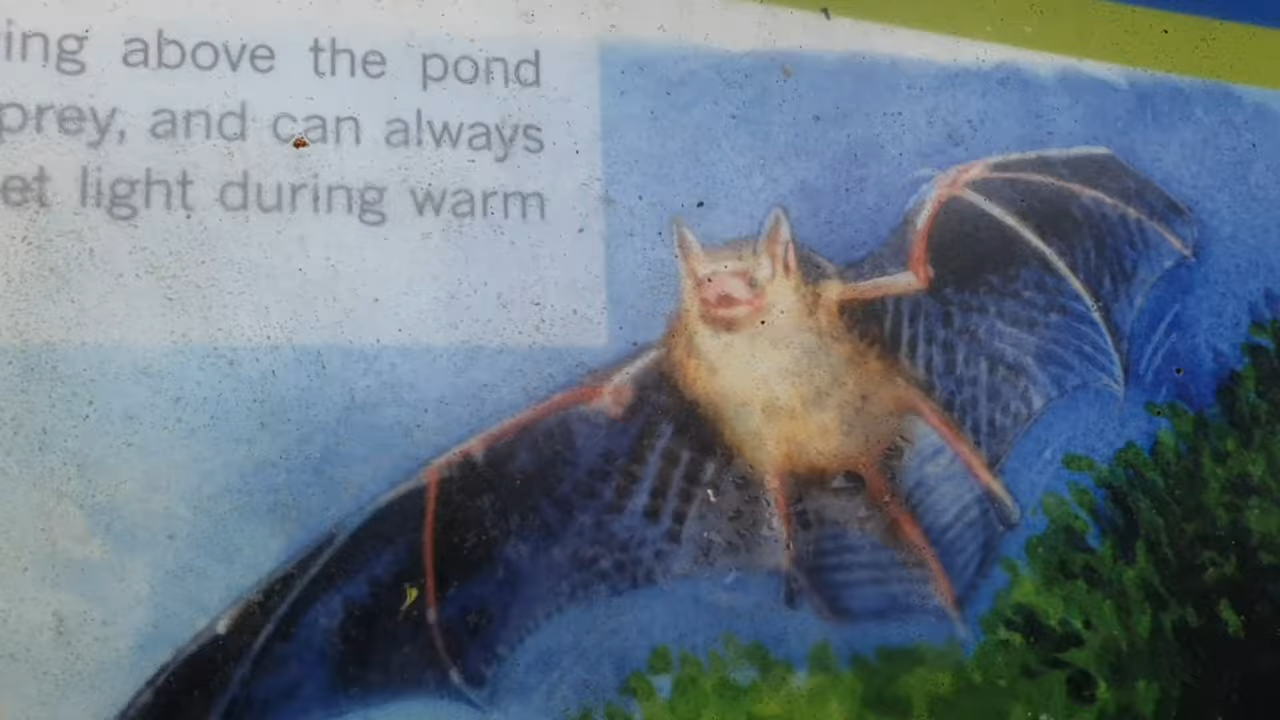 ing above the pond
prey, and can always
et light during warm